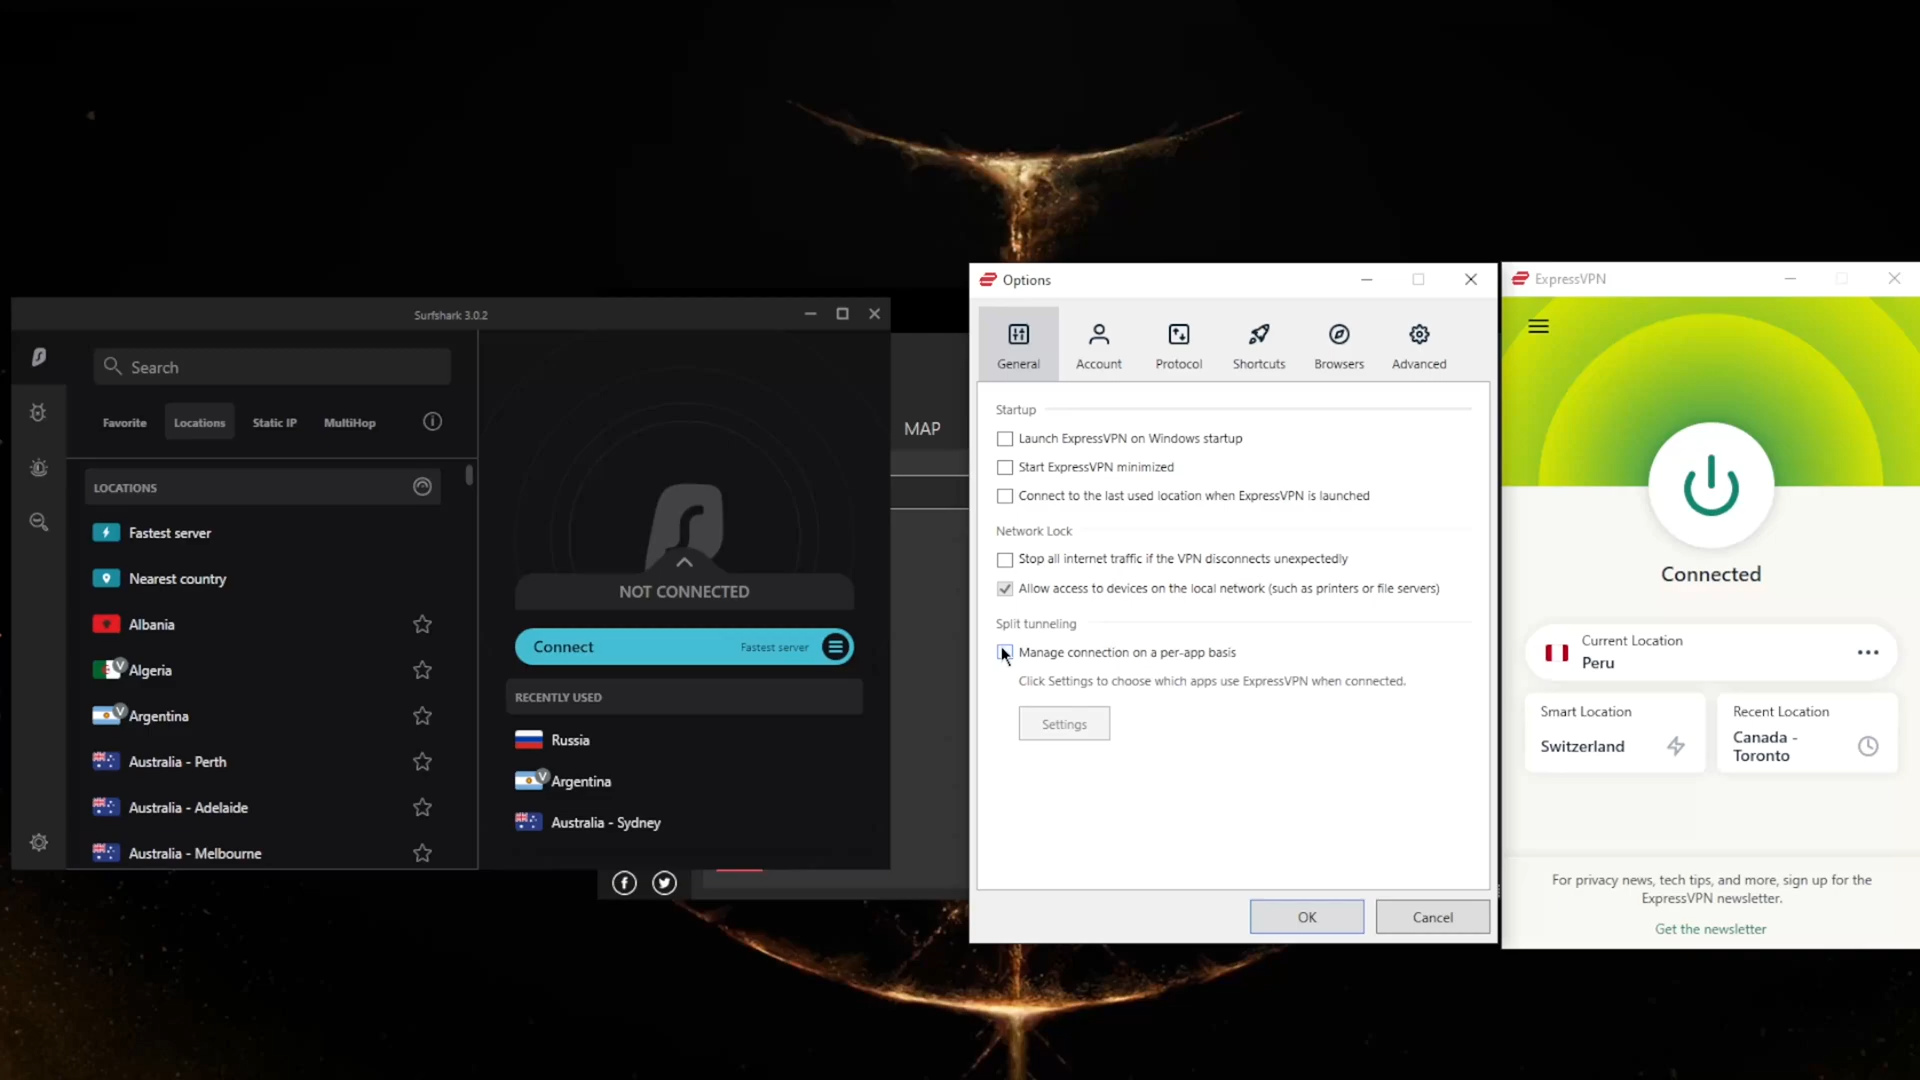 Surfshark 3.0.2
Search
Favorite
Locations
Static IP
MultiHop
LOCATIONS
Fastest server
Nearest country
Albania
Algeria
Argentina
Australia - Perth
Australia - Adelaide
Australia - Melbourne
NOT CONNECTED
Connect
Fastest server
RECENTLY USED
Russia
Argentina
Australia - Sydney
MAP
Options
General
Account
Protocol
Shortcuts
Browsers
Advanced
Startup
Launch ExpressVPN on Windows startup
Start ExpressVPN minimized
Connect to the last used location when ExpressVPN is launched
Network Lock
Stop all internet traffic if the VPN disconnects unexpectedly
Allow access to devices on the local network (such as printers or file servers)
Split tunneling
Manage connection on a per-app basis
Click Settings to choose which apps use ExpressVPN when connected.
Settings
OK
Cancel
ExpressVPN
Connected
Current Location
Peru
Smart Location
Switzerland
Recent Location
Canada -
Toronto
For privacy news, tech tips, and more, sign up for the
ExpressVPN newsletter.
Get the newsletter